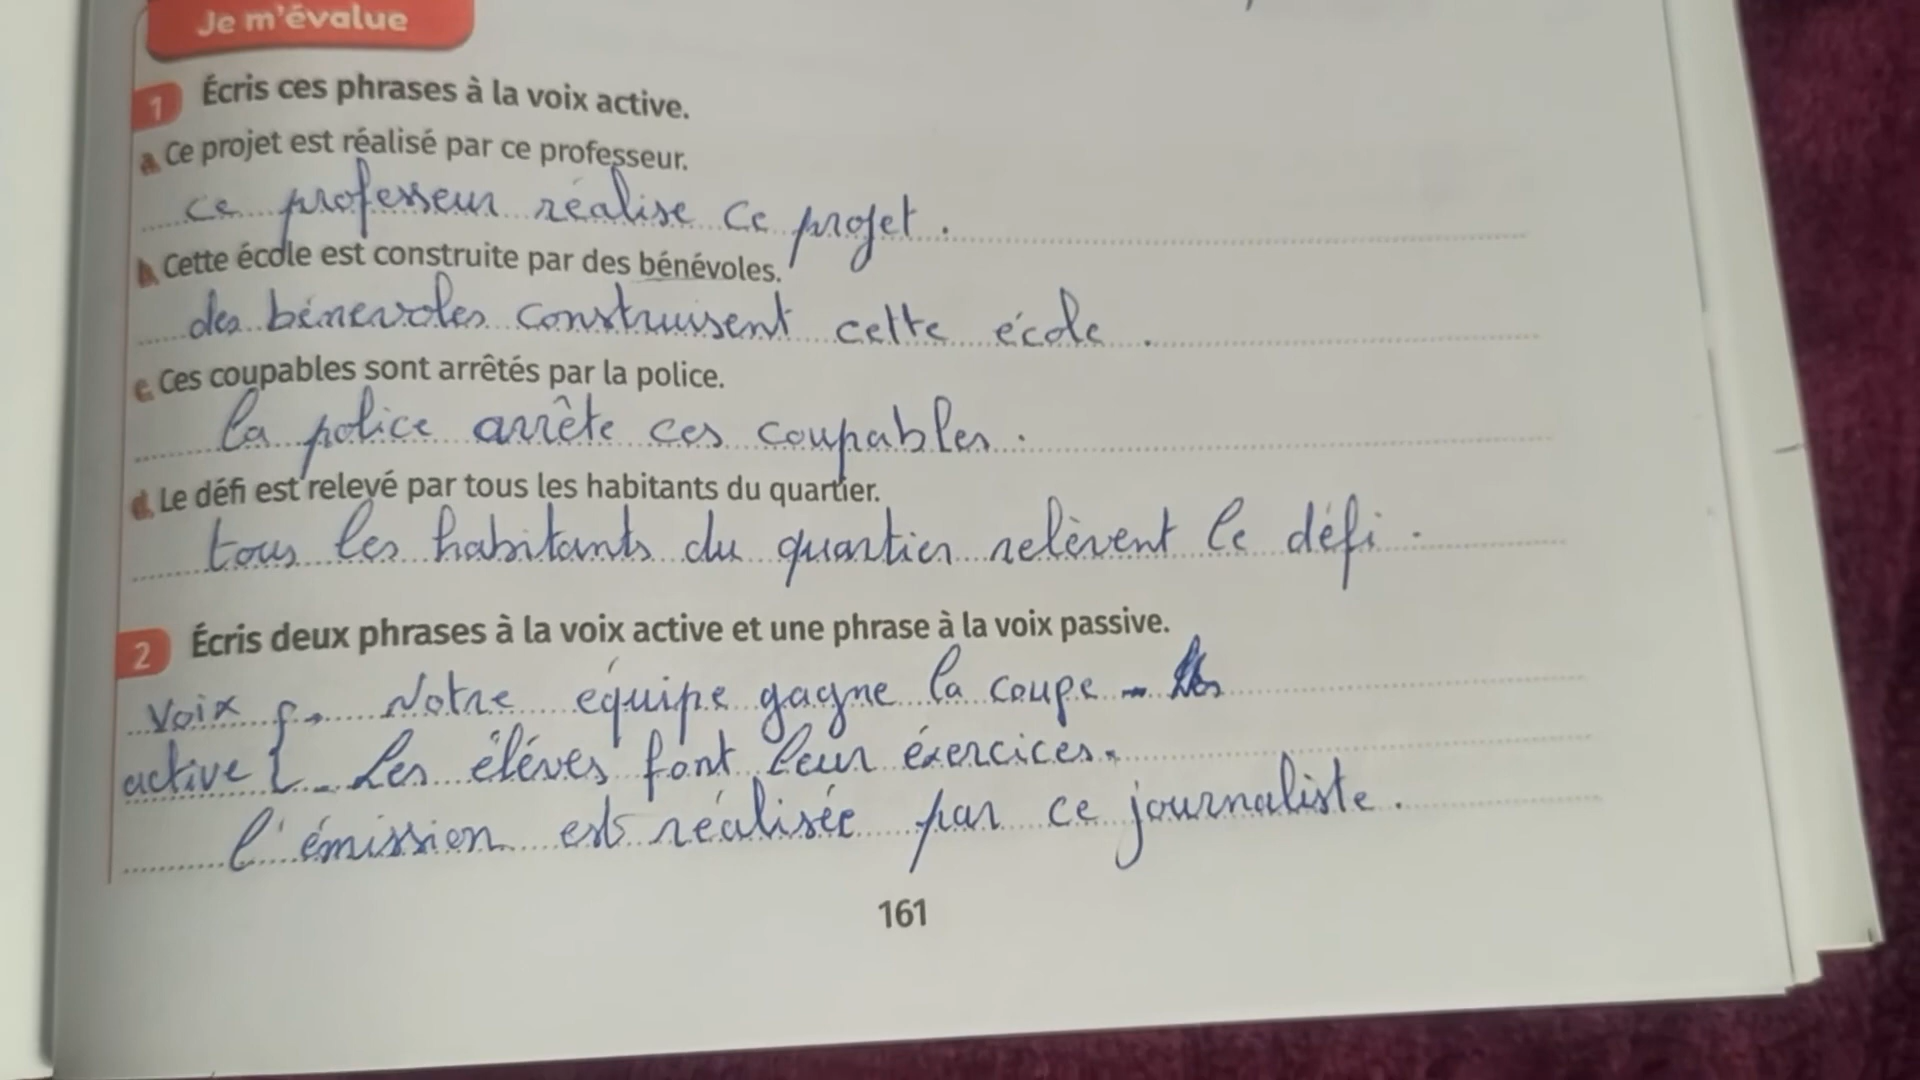 Je m'évalue
1 Écris ces phrases à la voix active.
a. Ce projet est réalisé par ce professeur.
ce professeur réalise ce projet.
b. Cette école est construite par des bénévoles.
des bénevoles construisent cette école.
c. Ces coupables sont arrêtés par la police.
la police arrête ces coupables.
d. Le défi est relevé par tous les habitants du quartier.
tous les habitants du quartier relèvent le défi.
2 Écris deux phrases à la voix active et une phrase à la voix passive.
Voix - Notre équipe gagne la coupe -
active { - Les éléves font leur éxercices.
l'émission est réalisée par ce journaliste.
161